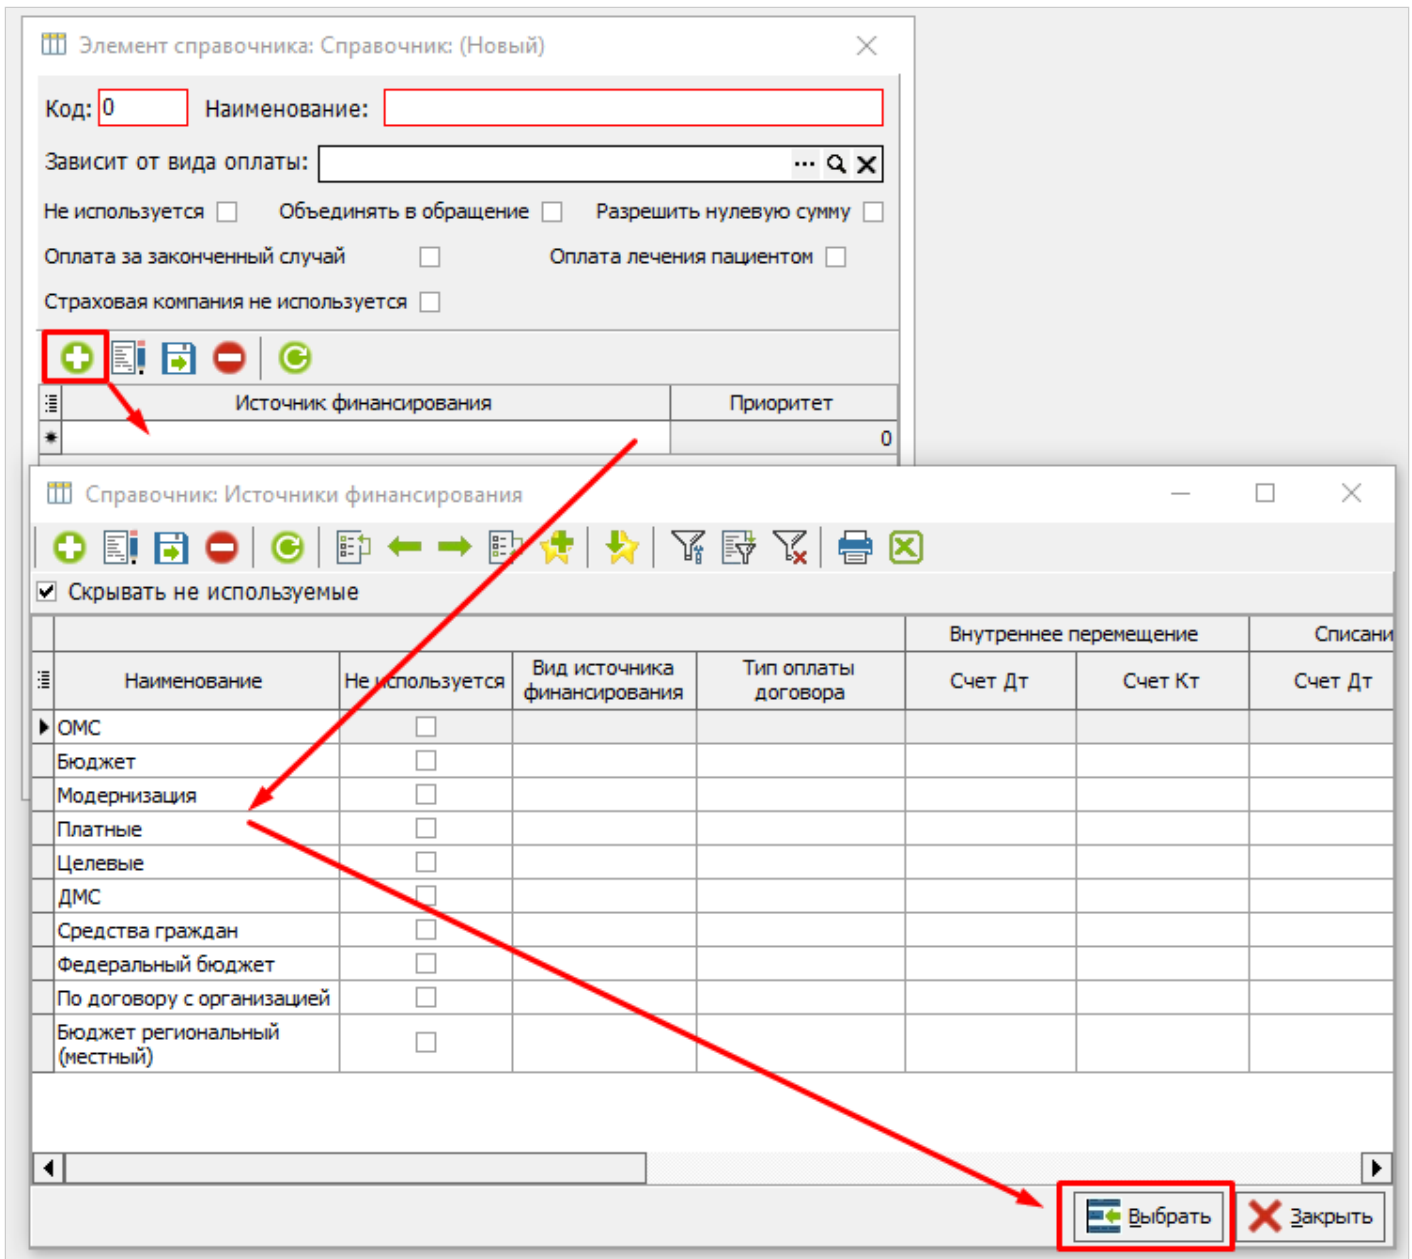 Элемент справочника: Справочник: (Новый)
Код: 0 Наименование:
Зависит от вида оплаты:
Не используется Объединять в обращение Разрешить нулевую сумму
Оплата за законченный случай Оплата лечения пациентом
Страховая компания не используется
Источник финансирования Приоритет
0
Справочник: Источники финансирования
Скрывать не используемые
Внутреннее перемещение Списани
Наименование Не используется Вид источника финансирования Тип оплаты договора Счет Дт Счет Кт Счет Дт
ОМС
Бюджет
Модернизация
Платные
Целевые
ДМС
Средства граждан
Федеральный бюджет
По договору с организацией
Бюджет региональный
(местный)
Выбрать Закрыть